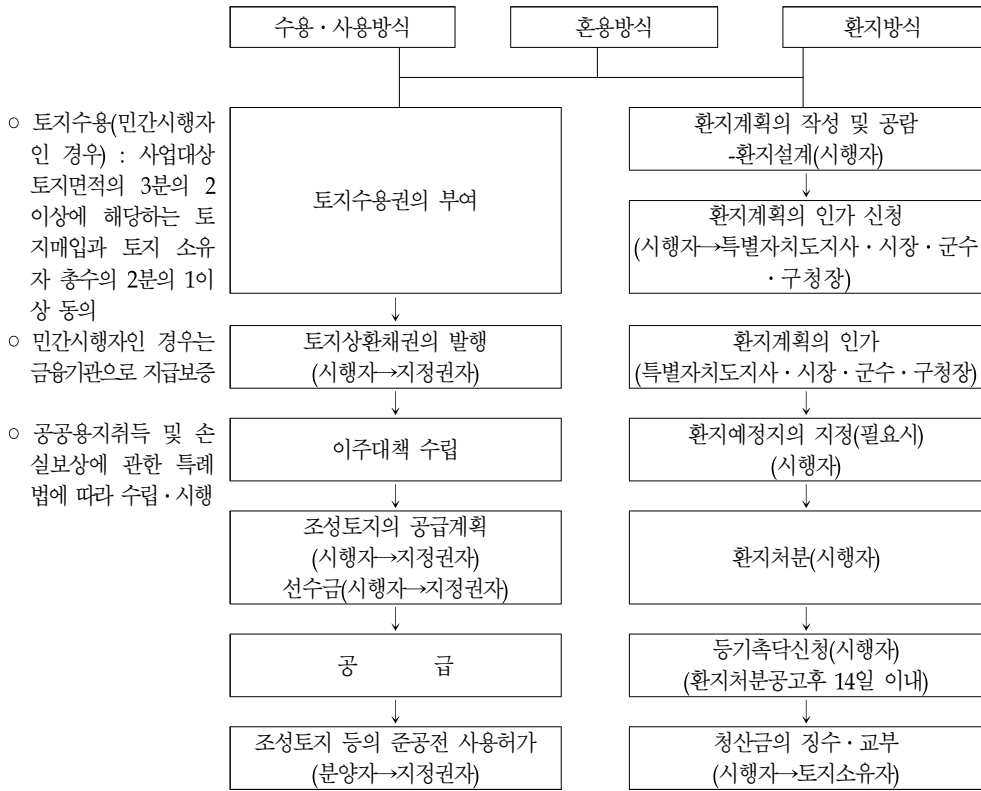 수용·사용방식
혼용방식
환지방식
○ 토지수용(민간시행자
인 경우) : 사업대상
토지면적의 3분의 2
이상에 해당하는 토
지매입과 토지 소유
자 총수의 2분의 1이
상 동의
○ 민간시행자인 경우는
금융기관으로 지급보증
○ 공공용지취득 및 손
실보상에 관한 특례
법에 따라 수립·시행
토지수용권의 부여
토지상환채권의 발행
(시행자→지정권자)
이주대책 수립
조성토지의 공급계획
(시행자→지정권자)
선수금(시행자→지정권자)
공 급
조성토지 등의 준공전 사용허가
(분양자→지정권자)
환지계획의 작성 및 공람
-환지설계(시행자)
환지계획의 인가 신청
(시행자→특별자치도지사·시장·군수
·구청장)
환지계획의 인가
(특별자치도지사·시장·군수·구청장)
환지예정지의 지정(필요시)
(시행자)
환지처분(시행자)
등기촉닥신청(시행자)
(환지처분공고후 14일 이내)
청산금의 징수·교부
(시행자→토지소유자)